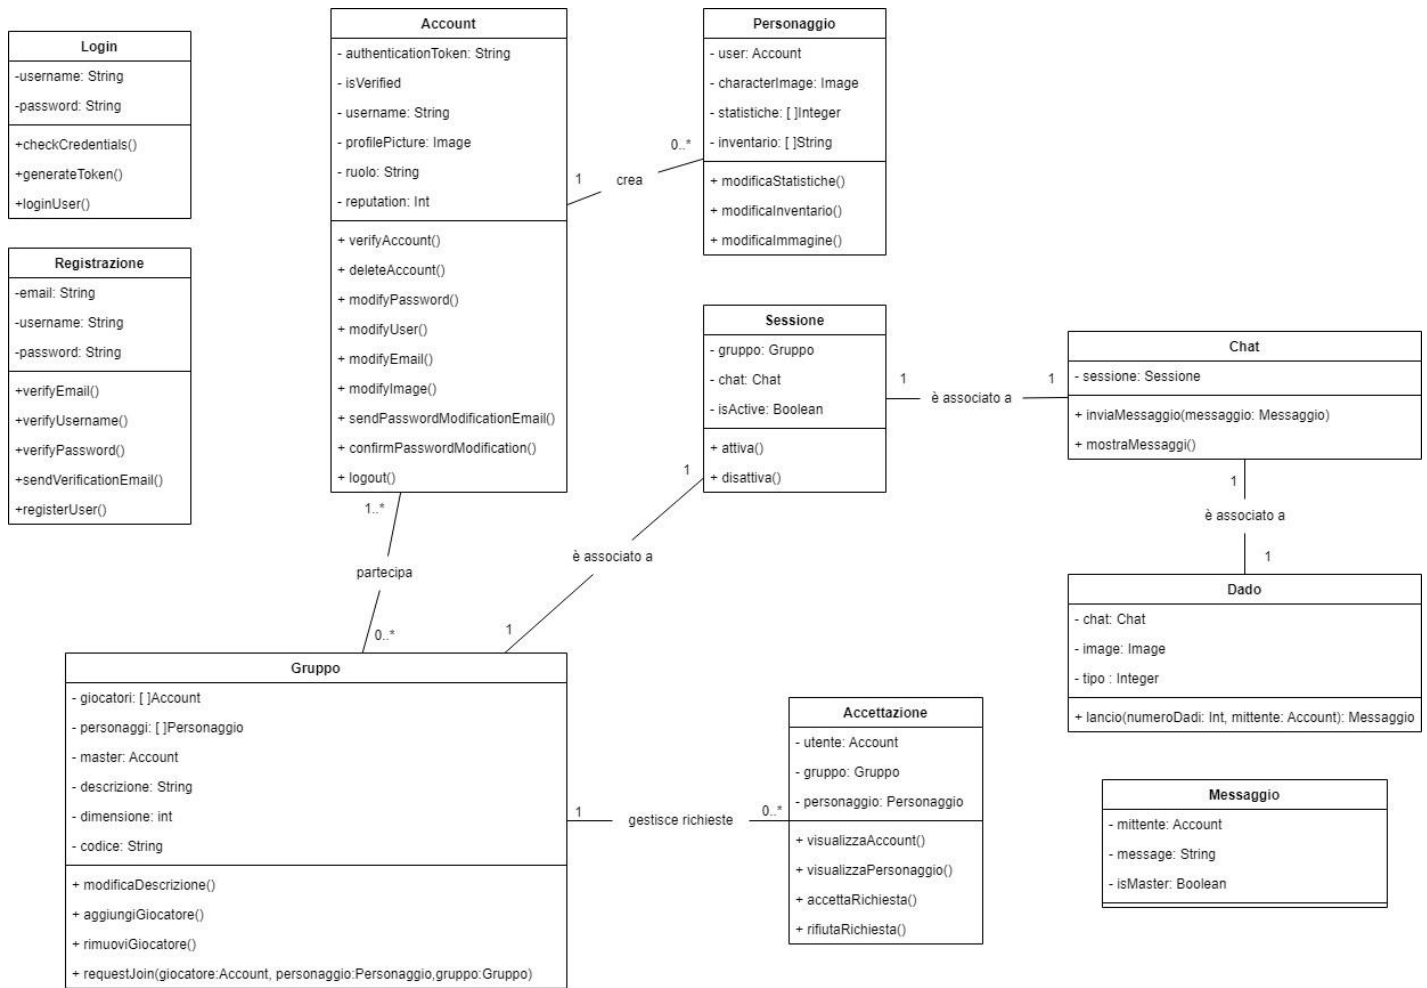 Login
-username: String
-password: String
+checkCredentials()
+generateToken()
+loginUser()
Registrazione
-email: String
-username: String
-password: String
+verifyEmail()
+verifyUsername()
+verifyPassword()
+sendVerificationEmail()
+registerUser()
Account
- authenticationToken: String
- isVerified
- username: String
- profilePicture: Image
- ruolo: String
- reputation: Int
+ verifyAccount()
+ deleteAccount()
+ modifyPassword()
+ modifyUser()
+ modifyEmail()
+ modifyImage()
+ sendPasswordModificationEmail()
+ confirmPasswordModification()
+ logout()
1
crea
0..*
Personaggio
- user: Account
- characterImage: Image
- statistiche: [ ]Integer
- inventario: [ ]String
+ modificaStatistiche()
+ modificaInventario()
+ modificaImmagine()
Sessione
- gruppo: Gruppo
- chat: Chat
- isActive: Boolean
+ attiva()
+ disattiva()
1
è associato a
1
Chat
- sessione: Sessione
+ inviaMessaggio(messaggio: Messaggio)
+ mostraMessaggi()
1
è associato a
1
Dado
- chat: Chat
- image: Image
- tipo : Integer
+ lancio(numeroDadi: Int, mittente: Account): Messaggio
1..*
partecipa
0..*
1
è associato a
1
Gruppo
- giocatori: [ ]Account
- personaggi: [ ]Personaggio
- master: Account
- descrizione: String
- dimensione: int
- codice: String
+ modificaDescrizione()
+ aggiungiGiocatore()
+ rimuoviGiocatore()
+ requestJoin(giocatore:Account, personaggio:Personaggio,gruppo:Gruppo)
1
gestisce richieste
0..*
Accettazione
- utente: Account
- gruppo: Gruppo
- personaggio: Personaggio
+ visualizzaAccount()
+ visualizzaPersonaggio()
+ accettaRichiesta()
+ rifiutaRichiesta()
Messaggio
- mittente: Account
- message: String
- isMaster: Boolean